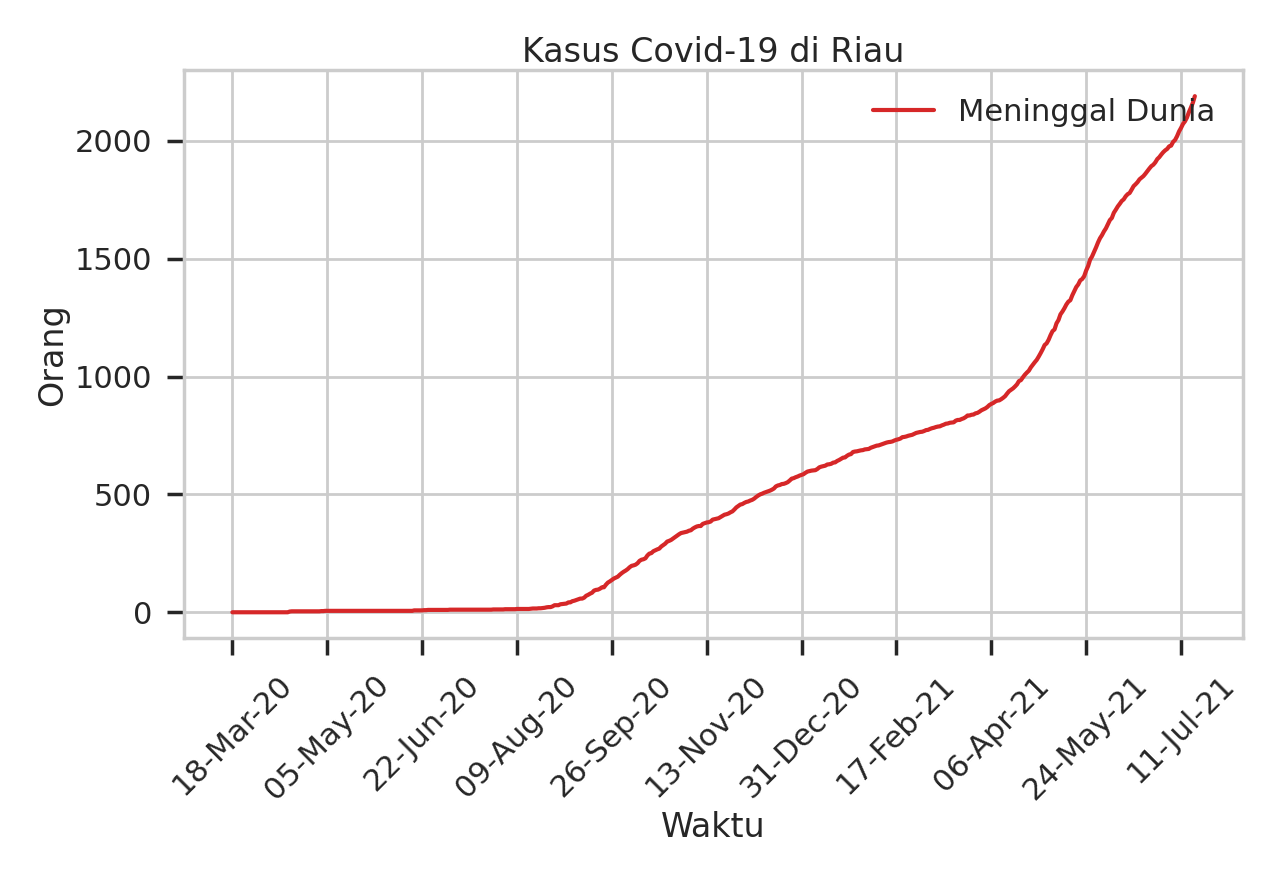 Kasus Covid-19 di Riau
Meninggal Dunia
2000
1500
1000
500
0
Orang
18-Mar-20
05-May-20
22-Jun-20
09-Aug-20
26-Sep-20
13-Nov-20
31-Dec-20
17-Feb-21
06-Apr-21
24-May-21
11-Jul-21
Waktu